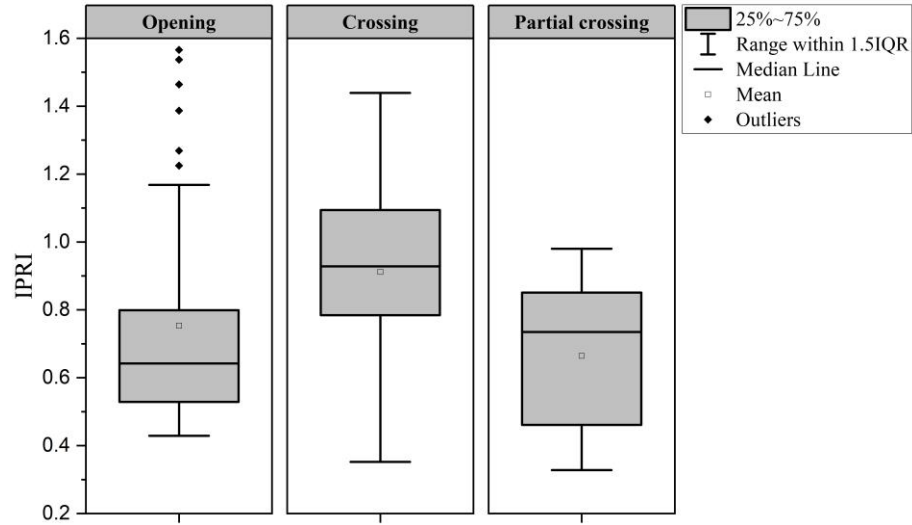 Opening Crossing Partial crossing
25%~75%
Range within 1.5IQR
Median Line
Mean
Outliers
IPRI
1.6
1.4
1.2
1.0
0.8
0.6
0.4
0.2